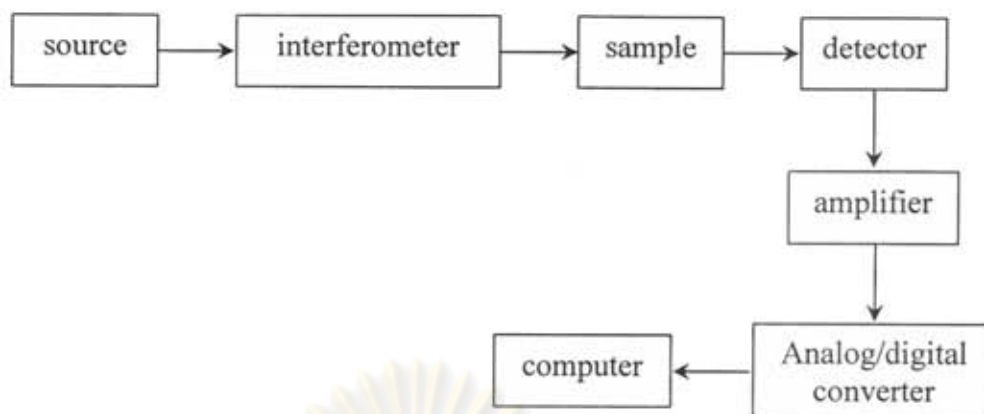 source
interferometer
sample
detector
amplifier
Analog/digital
converter
computer